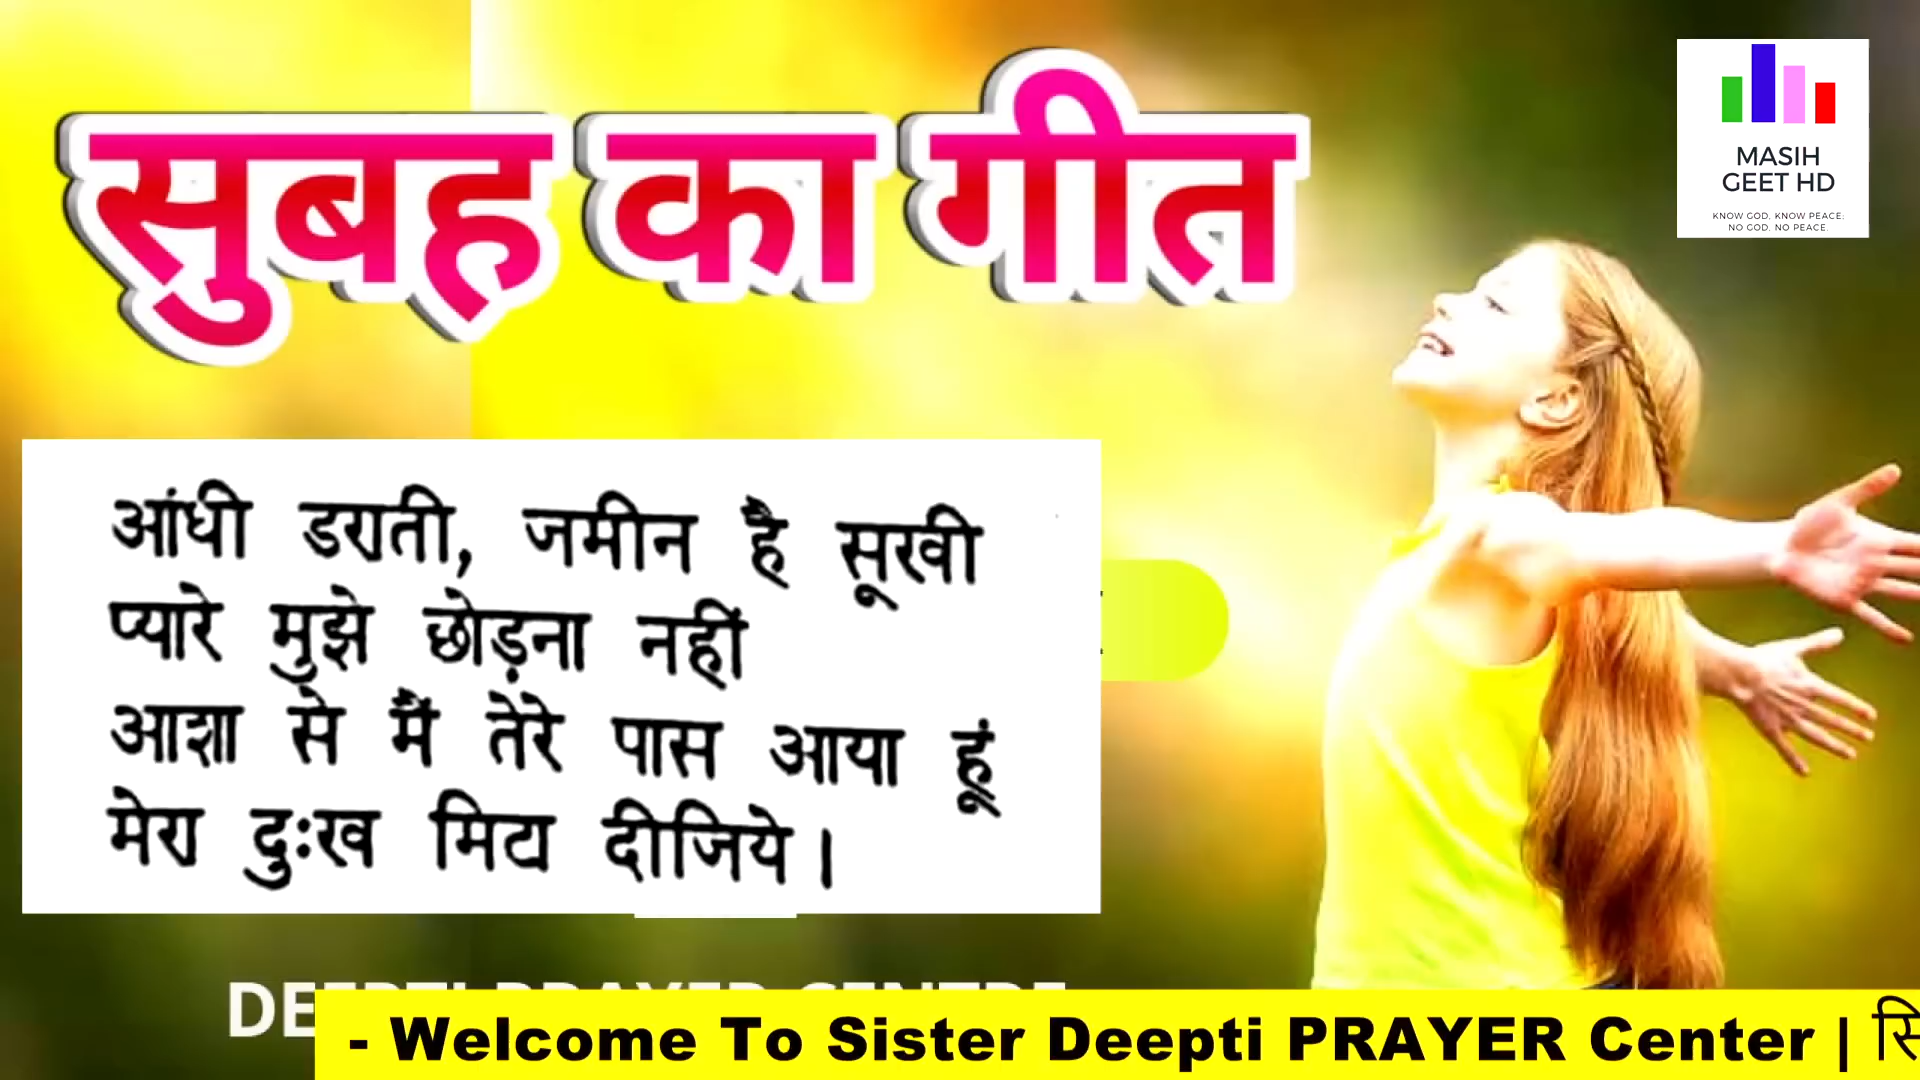 सुबह का गीत
MASIH
GEET HD
KNOW GOD, KNOW PEACE;
NO GOD, NO PEACE.
आंधी डराती, जमीन है सूखी
प्यारे मुझे छोड़ना नहीं
आशा से मैं तेरे पास आया हूं
मेरा दुःख मिटा दीजिये।
- Welcome To Sister Deepti PRAYER Center |